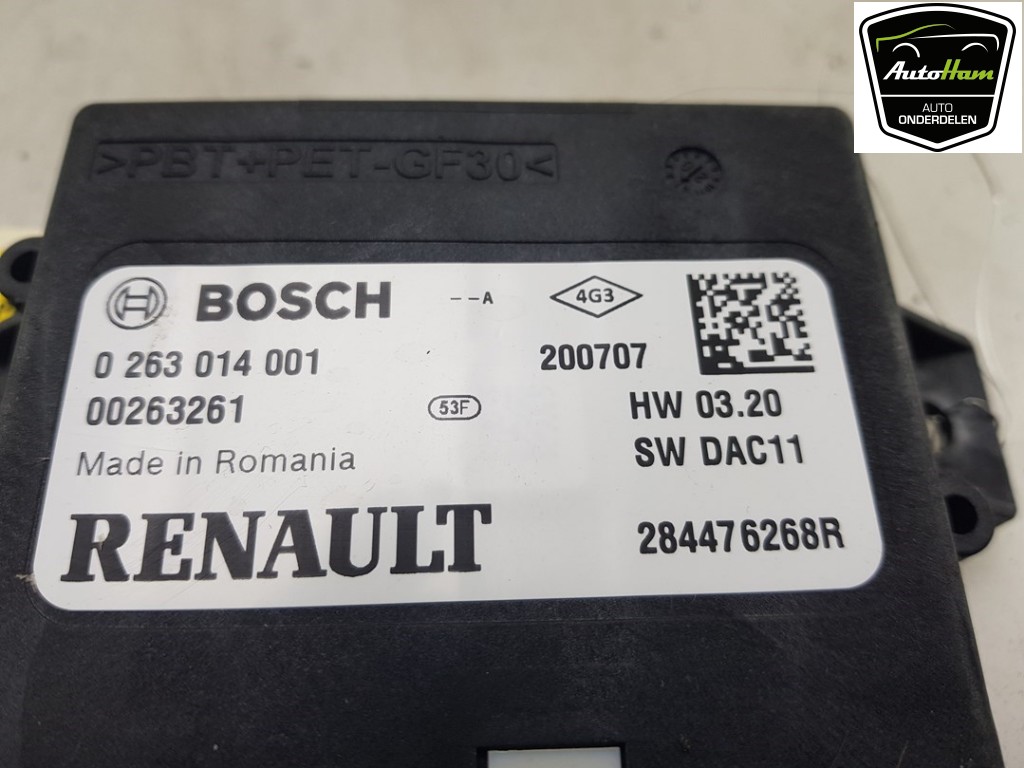 AutoHam
AUTO
ONDERDELEN
>PBT+PET-GF30<
BOSCH --A 4G3
0 263 014 001 200707
00263261 53F HW 03.20
Made in Romania SW DAC11
RENAULT 284476268R